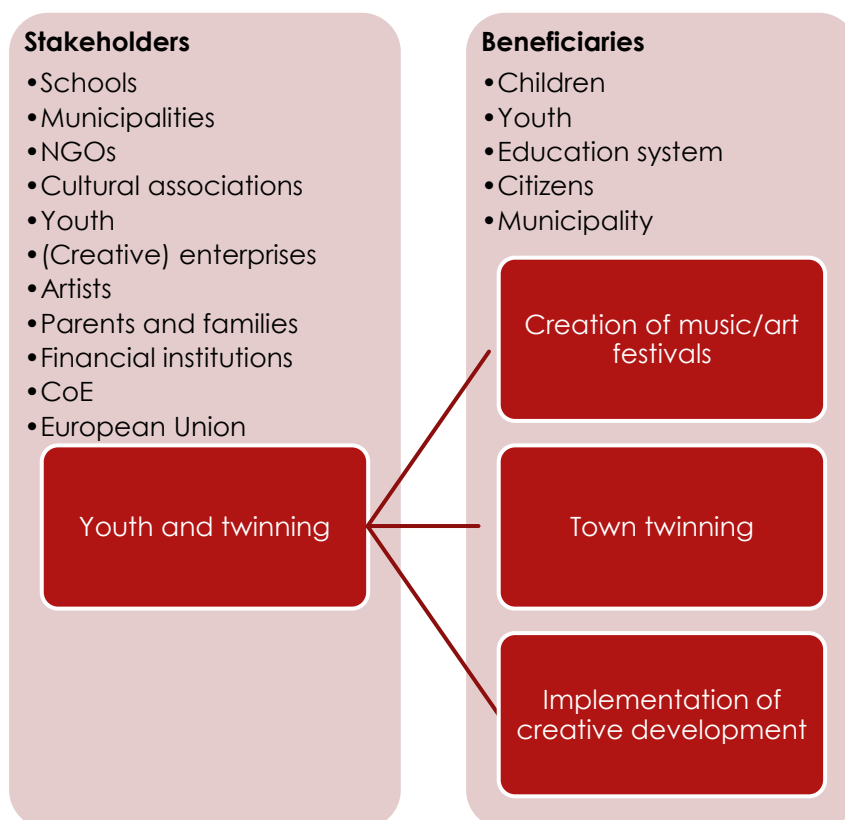 Stakeholders
•Schools
•Municipalities
•NGOs
•Cultural associations
•Youth
•(Creative) enterprises
•Artists
•Parents and families
•Financial institutions
•CoE
•European Union
Youth and twinning
Beneficiaries
•Children
•Youth
•Education system
•Citizens
•Municipality
Creation of music/art
festivals
Town twinning
Implementation of
creative development